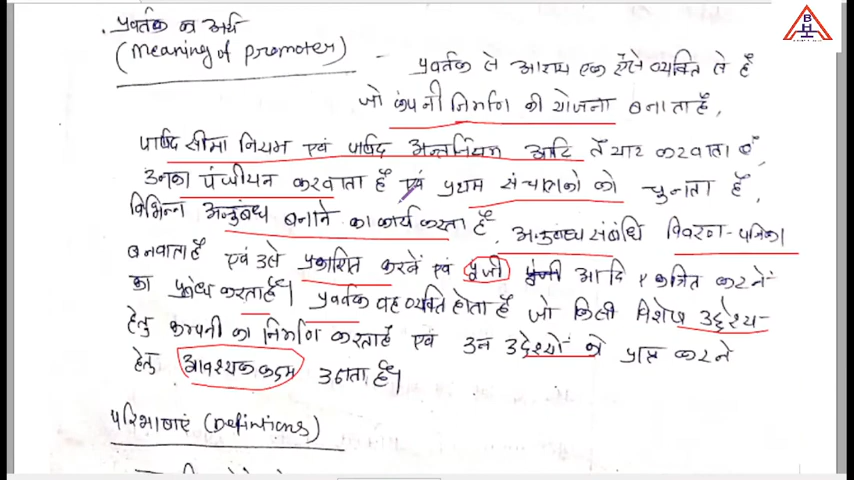 प्रवर्तक का अर्थ
(Meaning of promoter) - प्रवर्तक से आशय एक ऐसे व्यक्ति से है
जो कंपनी निर्माण की योजना बनाता है,
पार्षद सीमा नियम एवं पार्षद अन्तर्नियम आदि तैयार करवाता है,
उनका पंजीयन करवाता है एवं प्रथम संचालकों को चुनता है,
विभिन्न अनुबंध बनाने का कार्य करता है, अनुबंध संबंधि विवरण-पत्रिका
बनवाता है एवं उसे प्रकाशित करवें एवं पूंजी आदि एकत्रित करने
का प्रबंध करता है। प्रवर्तक वह व्यक्ति होता है जो किसी विशेष उद्देश्य
हेतु कम्पनी का निर्माण करता है एवं उन उद्देश्यों को प्राप्त करने
हेतु आवश्यक कदम उठाता है।
परिभाषाएं (Definitions)
BHI